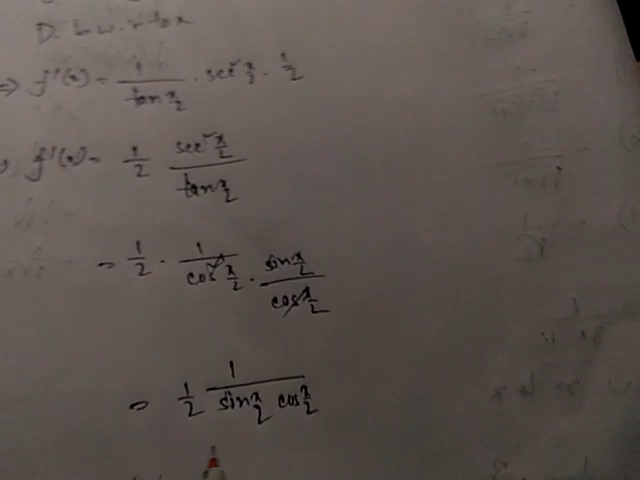 D. b w. r. to x
⇒ f'(x) = 1/(tan x/2) · sec² x/2 · 1/2
f'(x) = 1/2 (sec² x/2)/(tan x/2)
= 1/2 · 1/(cos² x/2) · (sin x/2)/(cos x/2)
= 1/2 1/(sin x/2 cos x/2)